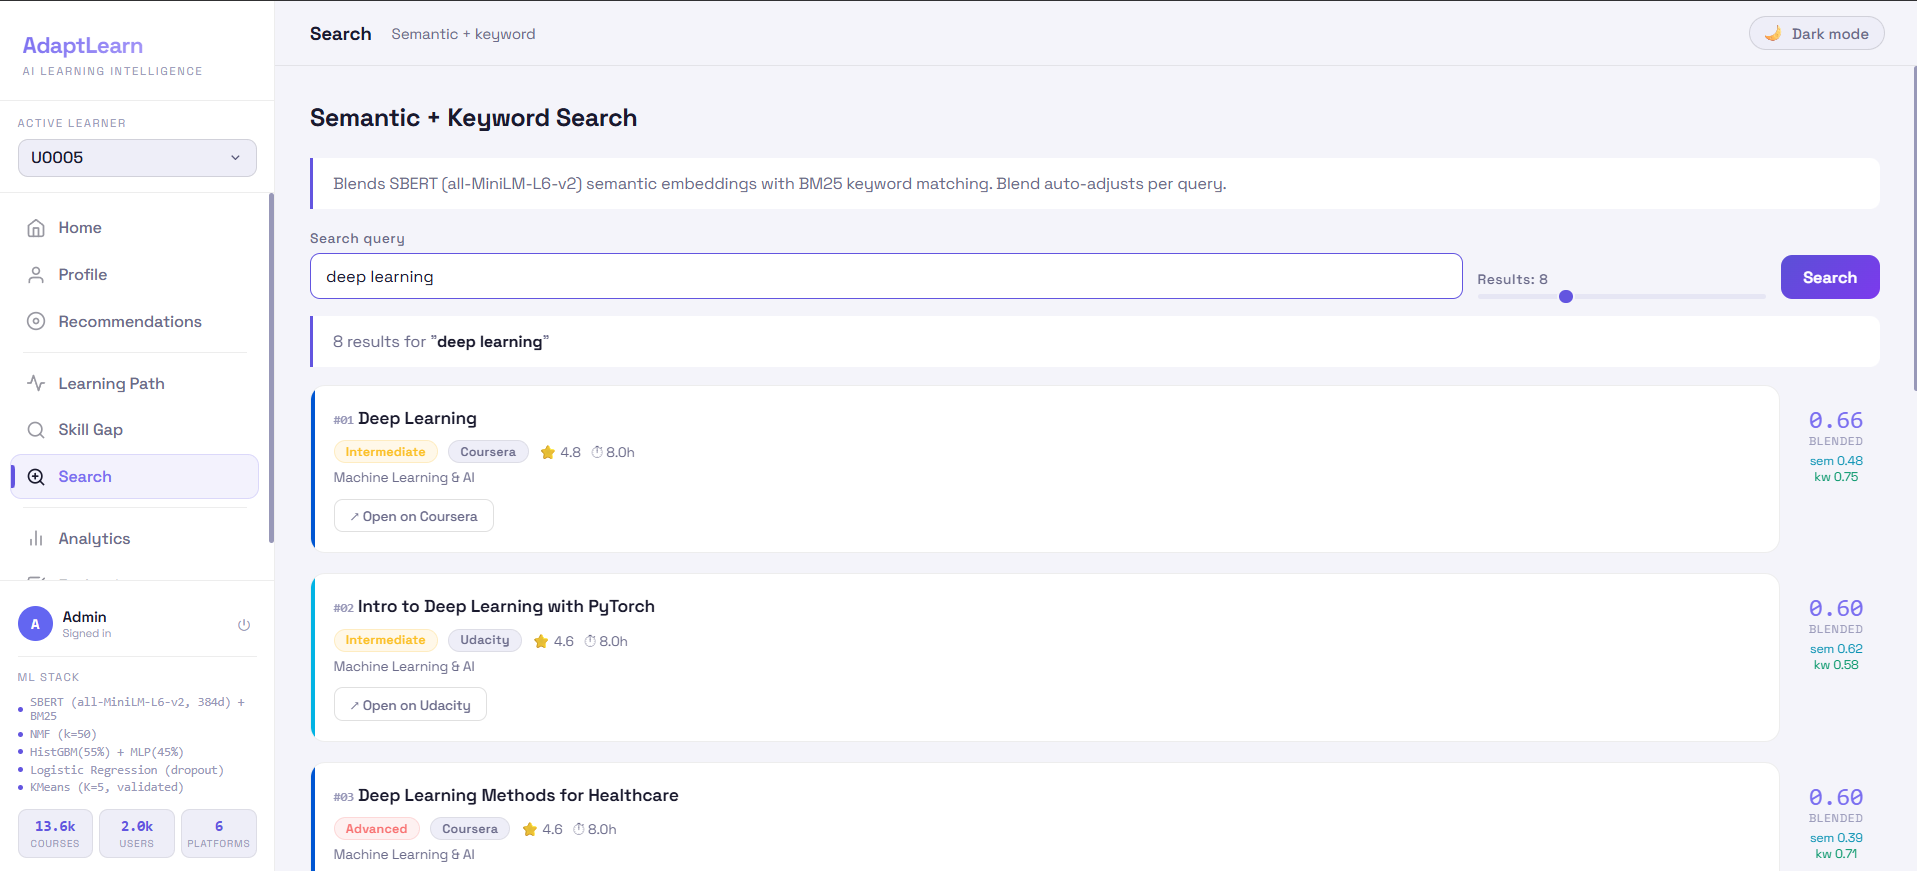 AdaptLearn
AI LEARNING INTELLIGENCE
ACTIVE LEARNER
U0005
Home
Profile
Recommendations
Learning Path
Skill Gap
Search
Analytics
A
Admin
Signed in
ML STACK
SBERT (all-MiniLM-L6-v2, 384d) +
BM25
NMF (k=50)
HistGBM(55%) + MLP(45%)
Logistic Regression (dropout)
KMeans (K=5, validated)
13.6k
COURSES
2.0k
USERS
6
PLATFORMS
Search Semantic + keyword
Dark mode
Semantic + Keyword Search
Blends SBERT (all-MiniLM-L6-v2) semantic embeddings with BM25 keyword matching. Blend auto-adjusts per query.
Search query
deep learning
Results: 8
Search
8 results for "deep learning"
#01 Deep Learning
Intermediate Coursera ⭐ 4.8 ⏱ 8.0h
Machine Learning & AI
↗ Open on Coursera
0.66
BLENDED
sem 0.48
kw 0.75
#02 Intro to Deep Learning with PyTorch
Intermediate Udacity ⭐ 4.6 ⏱ 8.0h
Machine Learning & AI
↗ Open on Udacity
0.60
BLENDED
sem 0.62
kw 0.58
#03 Deep Learning Methods for Healthcare
Advanced Coursera ⭐ 4.6 ⏱ 8.0h
Machine Learning & AI
0.60
BLENDED
sem 0.39
kw 0.71